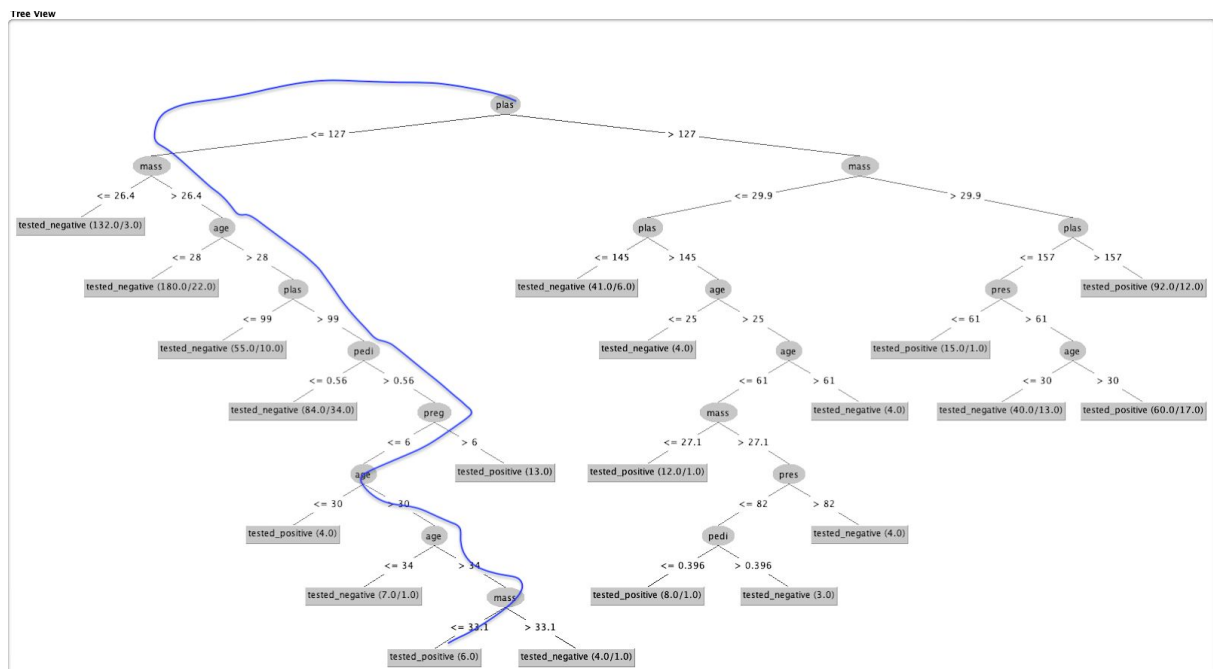 Tree View
plas
<= 127 > 127
mass mass
<= 26.4 > 26.4 <= 29.9 > 29.9
tested_negative (132.0/3.0) age plas plas
<= 28 > 28 <= 145 > 145 <= 157 > 157
tested_negative (180.0/22.0) plas tested_negative (41.0/6.0) age pres tested_positive (92.0/12.0)
<= 99 > 99 <= 25 > 25 <= 61 > 61
tested_negative (55.0/10.0) pedi tested_negative (4.0) age tested_positive (15.0/1.0) age
<= 0.56 > 0.56 <= 61 > 61 <= 30 > 30
tested_negative (84.0/34.0) preg mass tested_negative (4.0) tested_negative (40.0/13.0) tested_positive (60.0/17.0)
<= 6 > 6 <= 27.1 > 27.1
age tested_positive (13.0) tested_positive (12.0/1.0) pres
<= 30 > 30 <= 82 > 82
tested_positive (4.0) age pedi tested_negative (4.0)
<= 34 > 34 <= 0.396 > 0.396
tested_negative (7.0/1.0) mass tested_positive (8.0/1.0) tested_negative (3.0)
<= 33.1 > 33.1
tested_positive (6.0) tested_negative (4.0/1.0)